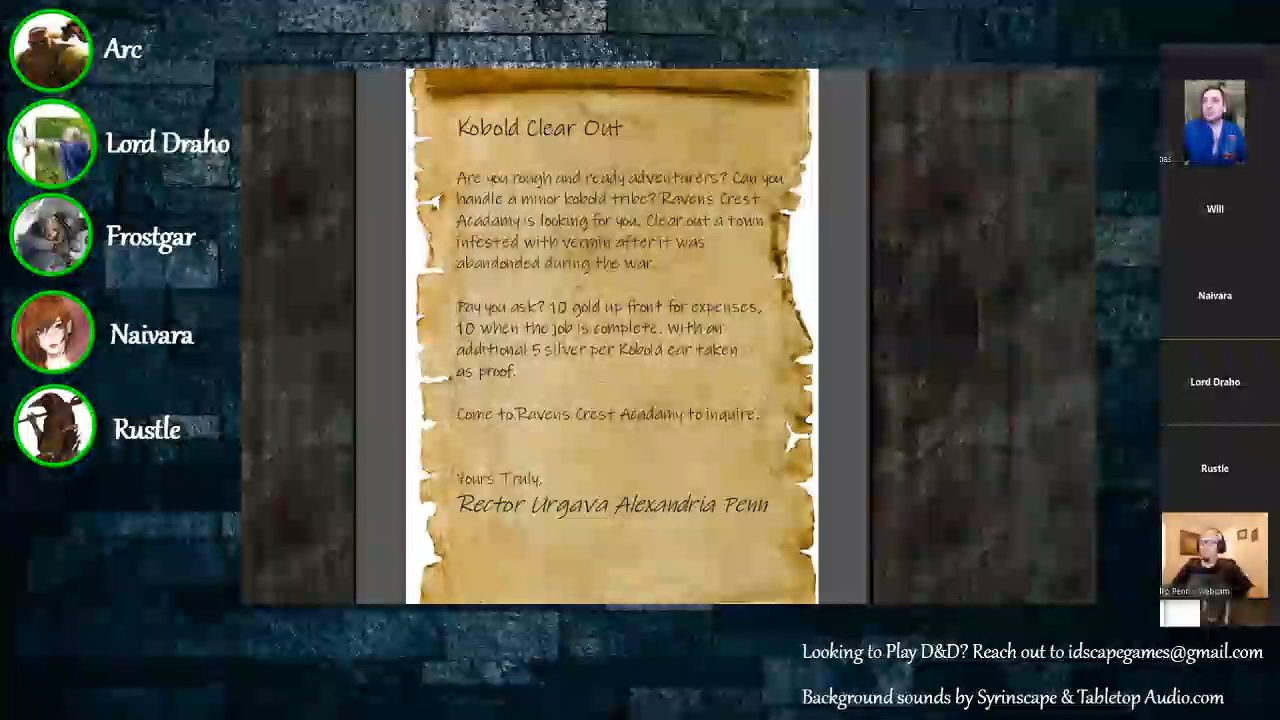 Arc
Lord Draho
Frostgar
Naivara
Rustle
Kobold Clear Out
Are you rough and ready adventurers? Can you
handle a minor kobold tribe? Ravens Crest
Acadamy is looking for you. Clear out a town
infested with vermin after it was
abandonded during the war.
Pay you ask? 10 gold up front for expenses,
10 when the job is complete. With an
additional 5 silver per Kobold ear taken
as proof.
Come to Ravens Crest Acadamy to inquire.
Yours Truly,
Rector Urgava Alexandria Penn
Will
Naivara
Lord Draho
Rustle
Webcam
Looking to Play D&D? Reach out to idscapegames@gmail.com
Background sounds by Syrinscape & Tabletop Audio.com